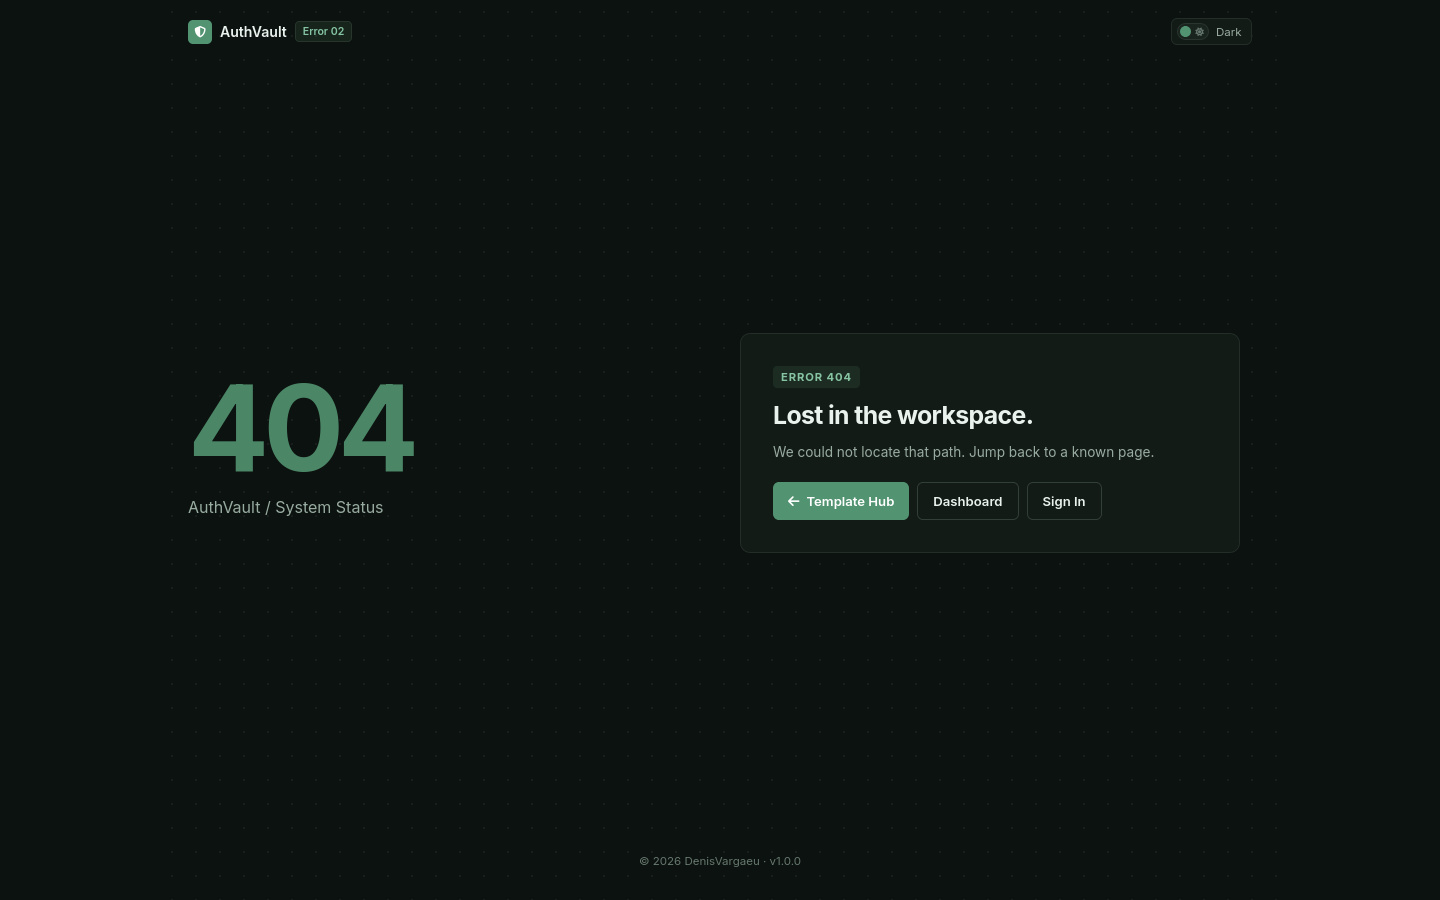 AuthVault Error 02
Dark
404
AuthVault / System Status
ERROR 404
Lost in the workspace.
We could not locate that path. Jump back to a known page.
← Template Hub Dashboard Sign In
© 2026 DenisVargaeu · v1.0.0